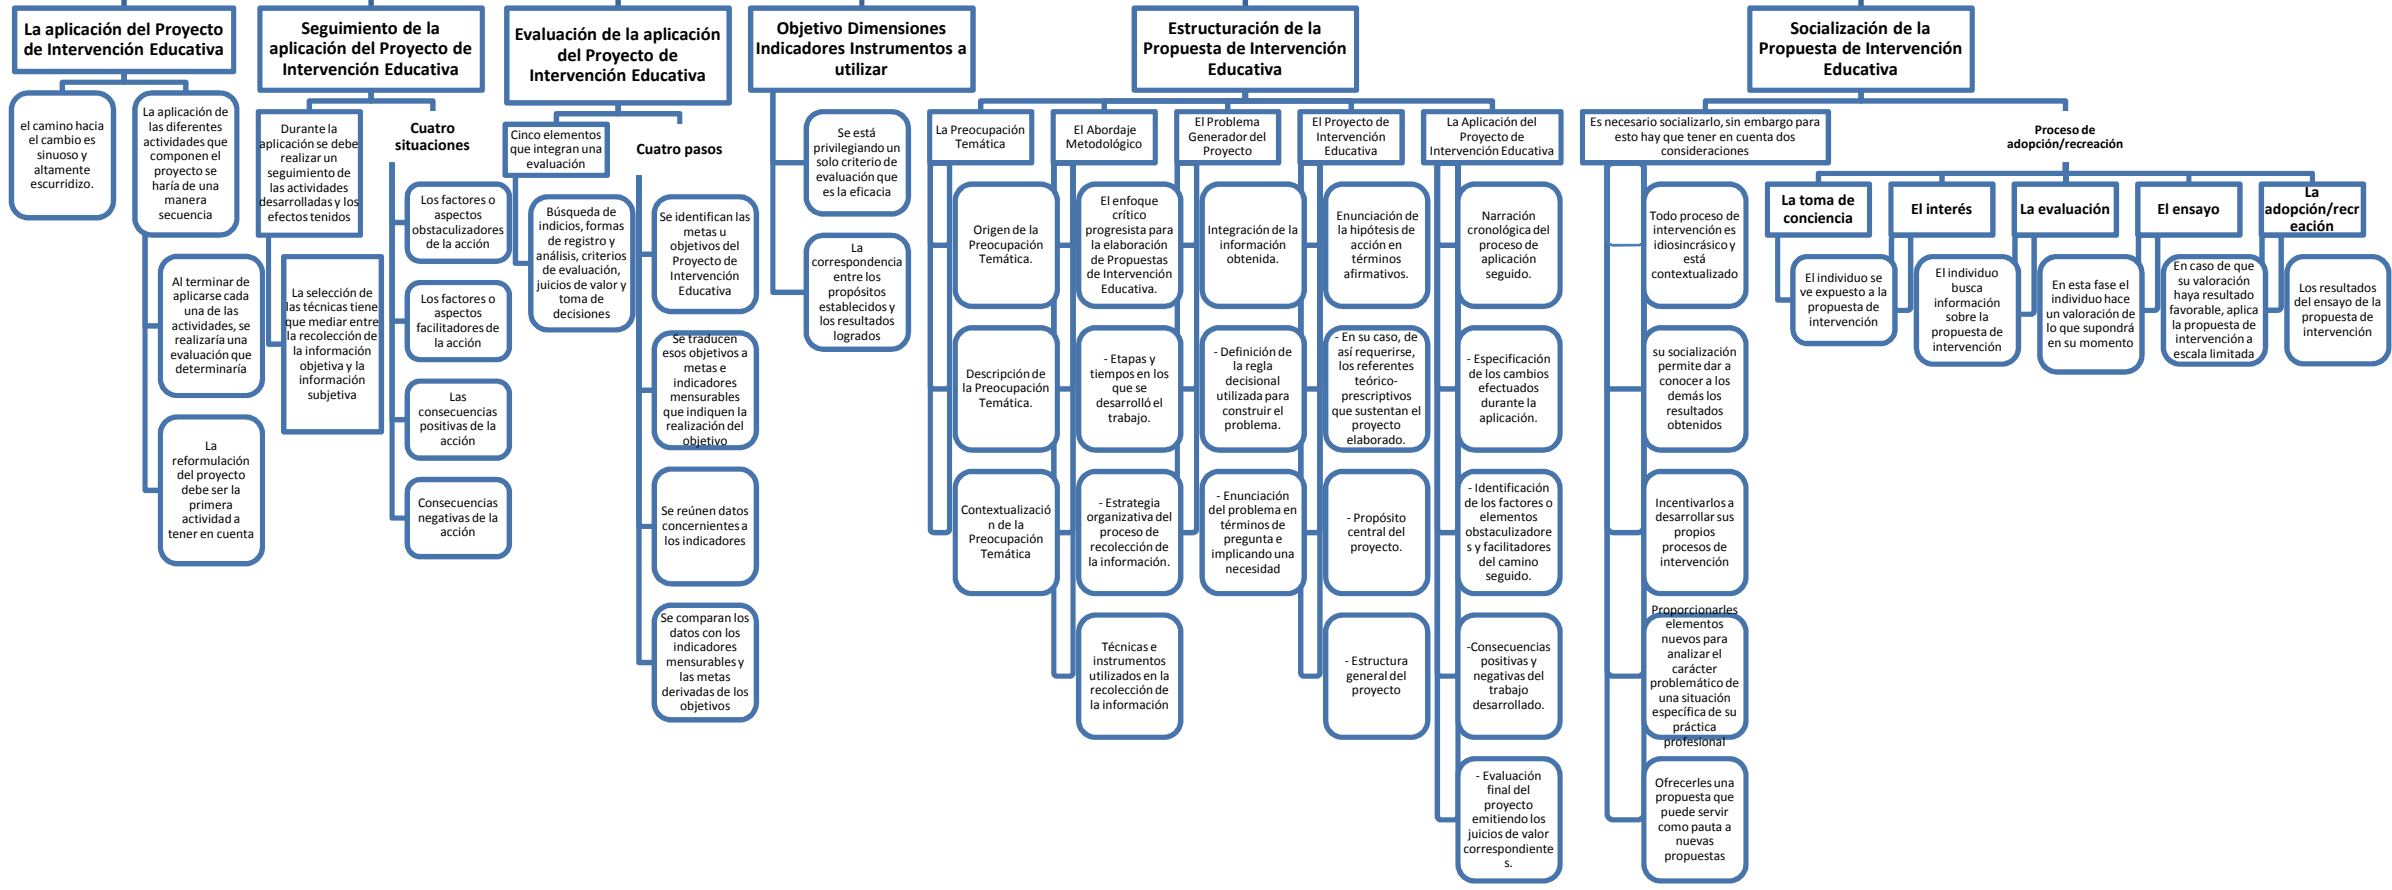 La aplicación del Proyecto
de Intervención Educativa
el camino hacia
el cambio es
sinuoso y
altamente
escurridizo.
La aplicación de
las diferentes
actividades que
componen el
proyecto se
haría de una
manera
secuencia
Al terminar de
aplicarse cada
una de las
actividades, se
realizaría una
evaluación que
determinaría
La
reformulación
del proyecto
debe ser la
primera
actividad a
tener en cuenta
Seguimiento de la
aplicación del Proyecto de
Intervención Educativa
Durante la
aplicación se debe
realizar un
seguimiento de
las actividades
desarrolladas y los
efectos tenidos
La selección de
las técnicas tiene
que mediar entre
la recolección de
la información
objetiva y la
información
subjetiva
Cuatro
situaciones
Los factores o
aspectos
obstaculizadores
de la acción
Los factores o
aspectos
facilitadores de
la acción
Las
consecuencias
positivas de la
acción
Consecuencias
negativas de la
acción
Evaluación de la aplicación
del Proyecto de
Intervención Educativa
Cinco elementos
que integran una
evaluación
Búsqueda de
indicios, formas
de registro y
análisis, criterios
de evaluación,
juicios de valor y
toma de
decisiones
Cuatro pasos
Se identifican las
metas u
objetivos del
Proyecto de
Intervención
Educativa
Se traducen
esos objetivos a
metas e
indicadores
mensurables
que indiquen la
realización del
objetivo
Se reúnen datos
concernientes a
los indicadores
Se comparan los
datos con los
indicadores
mensurables y
las metas
derivadas de los
objetivos
Objetivo Dimensiones
Indicadores Instrumentos a
utilizar
Se está
privilegiando un
solo criterio de
evaluación que
es la eficacia
La
correspondencia
entre los
propósitos
establecidos y
los resultados
logrados
Estructuración de la
Propuesta de Intervención
Educativa
La Preocupación
Temática
Origen de la
Preocupación
Temática.
Descripción de
la Preocupación
Temática.
Contextualizació
n de la
Preocupación
Temática
El Abordaje
Metodológico
El enfoque
crítico
progresista para
la elaboración
de Propuestas
de Intervención
Educativa.
- Etapas y
tiempos en los
que se
desarrolló el
trabajo.
- Estrategia
organizativa del
proceso de
recolección de
la información.
Técnicas e
instrumentos
utilizados en la
recolección de
la información
El Problema
Generador del
Proyecto
Integración de la
información
obtenida.
- Definición de
la regla
decisional
utilizada para
construir el
problema.
- Enunciación
del problema en
términos de
pregunta e
implicando una
necesidad
El Proyecto de
Intervención
Educativa
Enunciación de
la hipótesis de
acción en
términos
afirmativos.
- En su caso, de
así requerirse,
los referentes
teórico-
prescriptivos
que sustentan el
proyecto
elaborado.
- Propósito
central del
proyecto.
- Estructura
general del
proyecto
La Aplicación del
Proyecto de
Intervención Educativa
Narración
cronológica del
proceso de
aplicación
seguido.
- Especificación
de los cambios
efectuados
durante la
aplicación.
- Identificación
de los factores o
elementos
obstaculizadore
s y facilitadores
del camino
seguido.
-Consecuencias
positivas y
negativas del
trabajo
desarrollado.
- Evaluación
final del
proyecto
emitiendo los
juicios de valor
correspondiente
s.
Socialización de la
Propuesta de Intervención
Educativa
Es necesario socializarlo, sin embargo para
esto hay que tener en cuenta dos
consideraciones
Todo proceso de
intervención es
idiosincrásico y
está
contextualizado
su socialización
permite dar a
conocer a los
demás los
resultados
obtenidos
Incentivarlos a
desarrollar sus
propios
procesos de
intervención
Proporcionarles
elementos
nuevos para
analizar el
carácter
problemático de
una situación
específica de su
práctica
profesional
Ofrecerles una
propuesta que
puede servir
como pauta a
nuevas
propuestas
Proceso de
adopción/recreación
La toma de
conciencia
El individuo se
ve expuesto a la
propuesta de
intervención
El interés
El individuo
busca
información
sobre la
propuesta de
intervención
La evaluación
En esta fase el
individuo hace
un valoración de
lo que supondrá
en su momento
El ensayo
En caso de que
su valoración
haya resultado
favorable, aplica
la propuesta de
intervención a
escala limitada
La
adopción/recr
eación
Los resultados
del ensayo de la
propuesta de
intervención